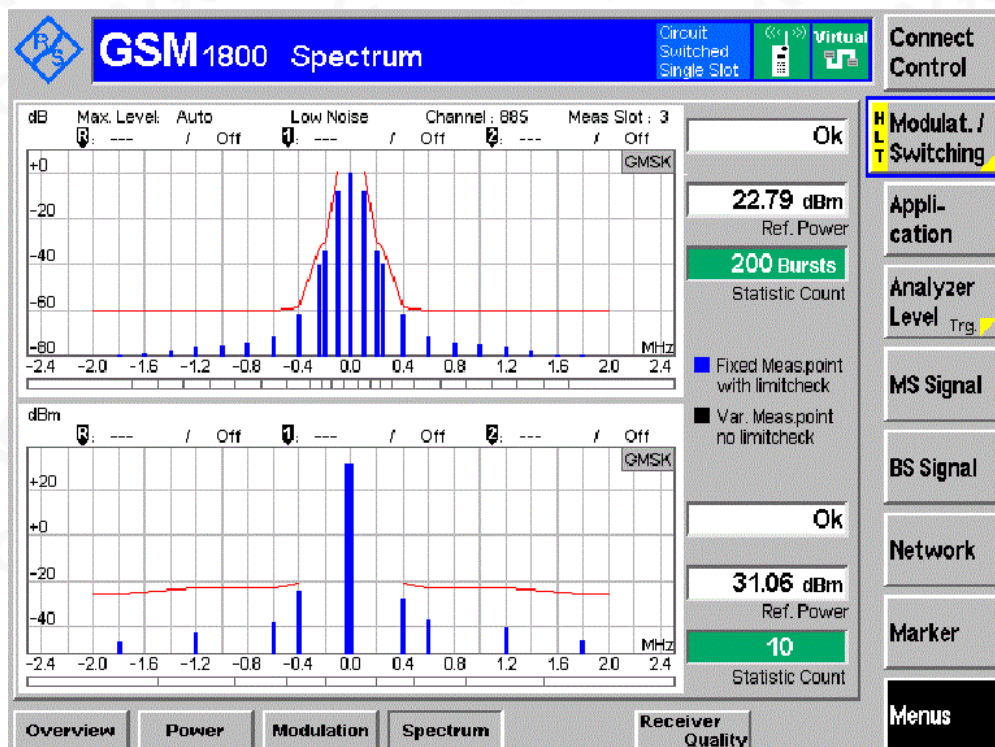 R/S
GSM 1800 Spectrum
Circuit
Switched
Single Slot
Virtual
Connect
Control
dB Max. Level: Auto Low Noise Channel : 885 Meas Slot : 3
R: --- / Off 1: --- / Off 2: --- / Off
GMSK
+0
-20
-40
-60
-80
MHz
-2.4 -2.0 -1.6 -1.2 -0.8 -0.4 0.0 0.4 0.8 1.2 1.6 2.0 2.4
Ok
22.79 dBm
Ref. Power
200 Bursts
Statistic Count
Fixed Meas.point
with limitcheck
Var. Meas.point
no limitcheck
dBm
R: --- / Off 1: --- / Off 2: --- / Off
GMSK
+20
+0
-20
-40
MHz
-2.4 -2.0 -1.6 -1.2 -0.8 -0.4 0.0 0.4 0.8 1.2 1.6 2.0 2.4
Ok
31.06 dBm
Ref. Power
10
Statistic Count
HLT
Modulat. /
Switching
Appli-
cation
Analyzer
Level Trg.
MS Signal
BS Signal
Network
Marker
Menus
Overview
Power
Modulation
Spectrum
Receiver
Quality